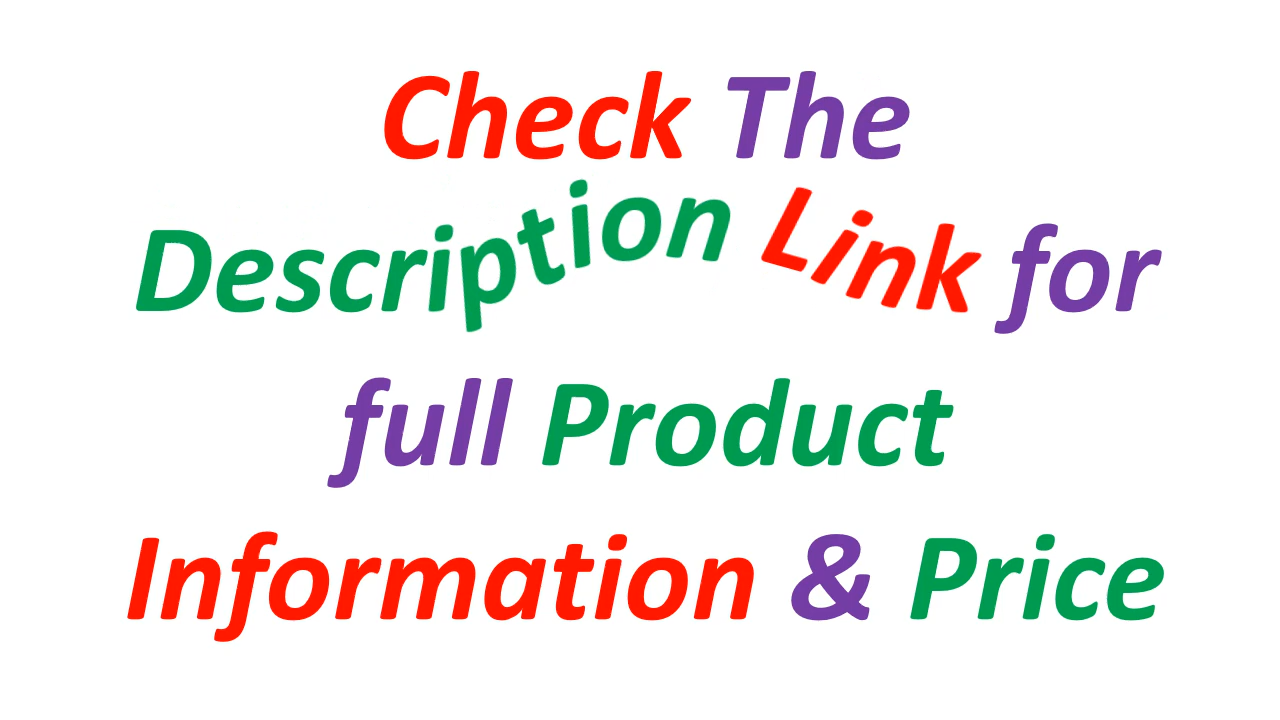 Check The
Description Link for
full Product
Information & Price